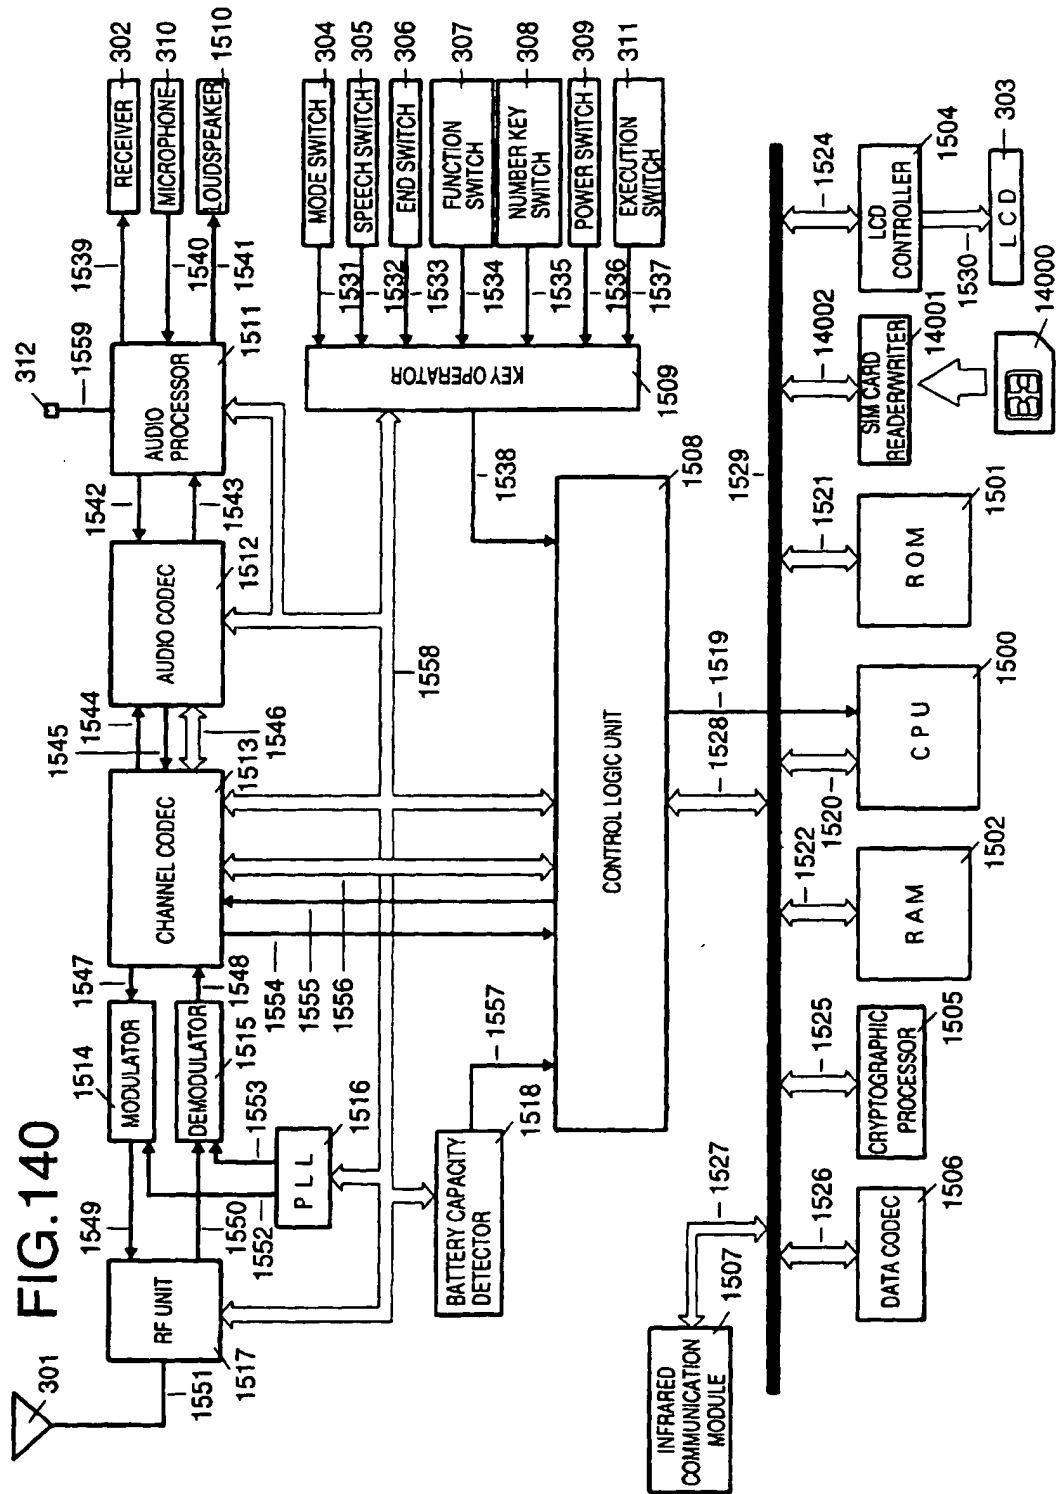 FIG.140
301
1551
RF UNIT
1517
1549
1550
1552
1514
MODULATOR
DEMODULATOR
1515
1553
PLL
1516
1547
1548
CHANNEL CODEC
1513
1554
1555
1556
1545
1544
1546
AUDIO CODEC
1512
1542
1543
AUDIO
PROCESSOR
1511
312
1559
1539
1540
1541
RECEIVER
302
MICROPHONE
310
LOUDSPEAKER
1510
BATTERY CAPACITY
DETECTOR
1518
1557
1558
1538
KEY OPERATOR
1509
1531
1532
1533
1534
1535
1536
1537
MODE SWITCH
304
SPEECH SWITCH
305
END SWITCH
306
FUNCTION
SWITCH
307
NUMBER KEY
SWITCH
308
POWER SWITCH
309
EXECUTION
SWITCH
311
CONTROL LOGIC UNIT
1508
INFRARED
COMMUNICATION
MODULE
1507
1527
1528
1519
1529
1526
1525
1522
1520
1521
14002
1524
DATA CODEC
1506
CRYPTOGRAPHIC
PROCESSOR
1505
RAM
1502
CPU
1500
ROM
1501
SIM CARD
READER/WRITER
14001
14000
LCD
CONTROLLER
1504
1530
LCD
303